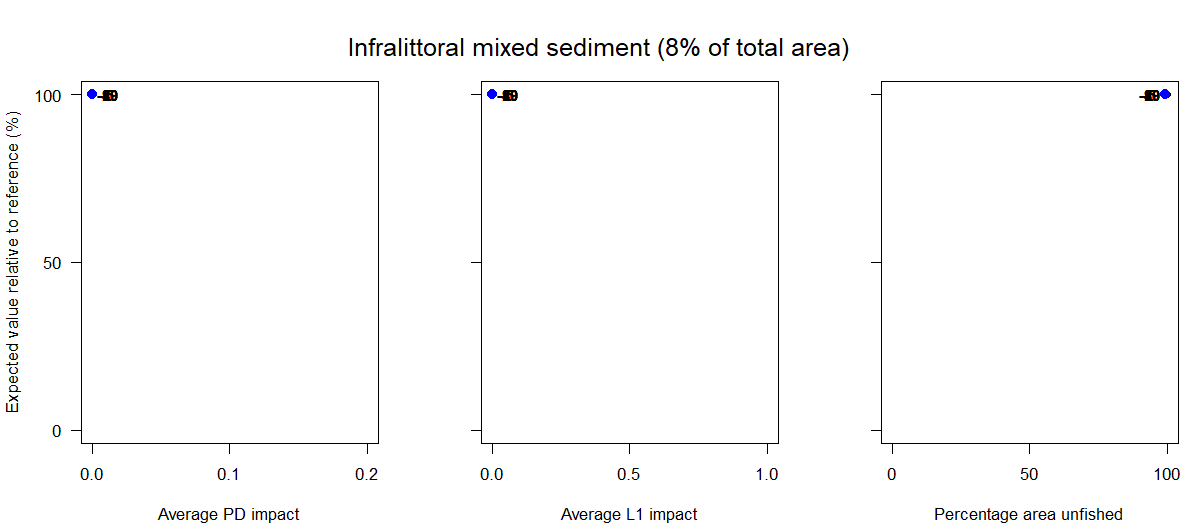 Infralittoral mixed sediment (8% of total area)
Expected value relative to reference (%)
100
50
0
0.0 0.1 0.2
Average PD impact
0.0 0.5 1.0
Average L1 impact
0 50 100
Percentage area unfished